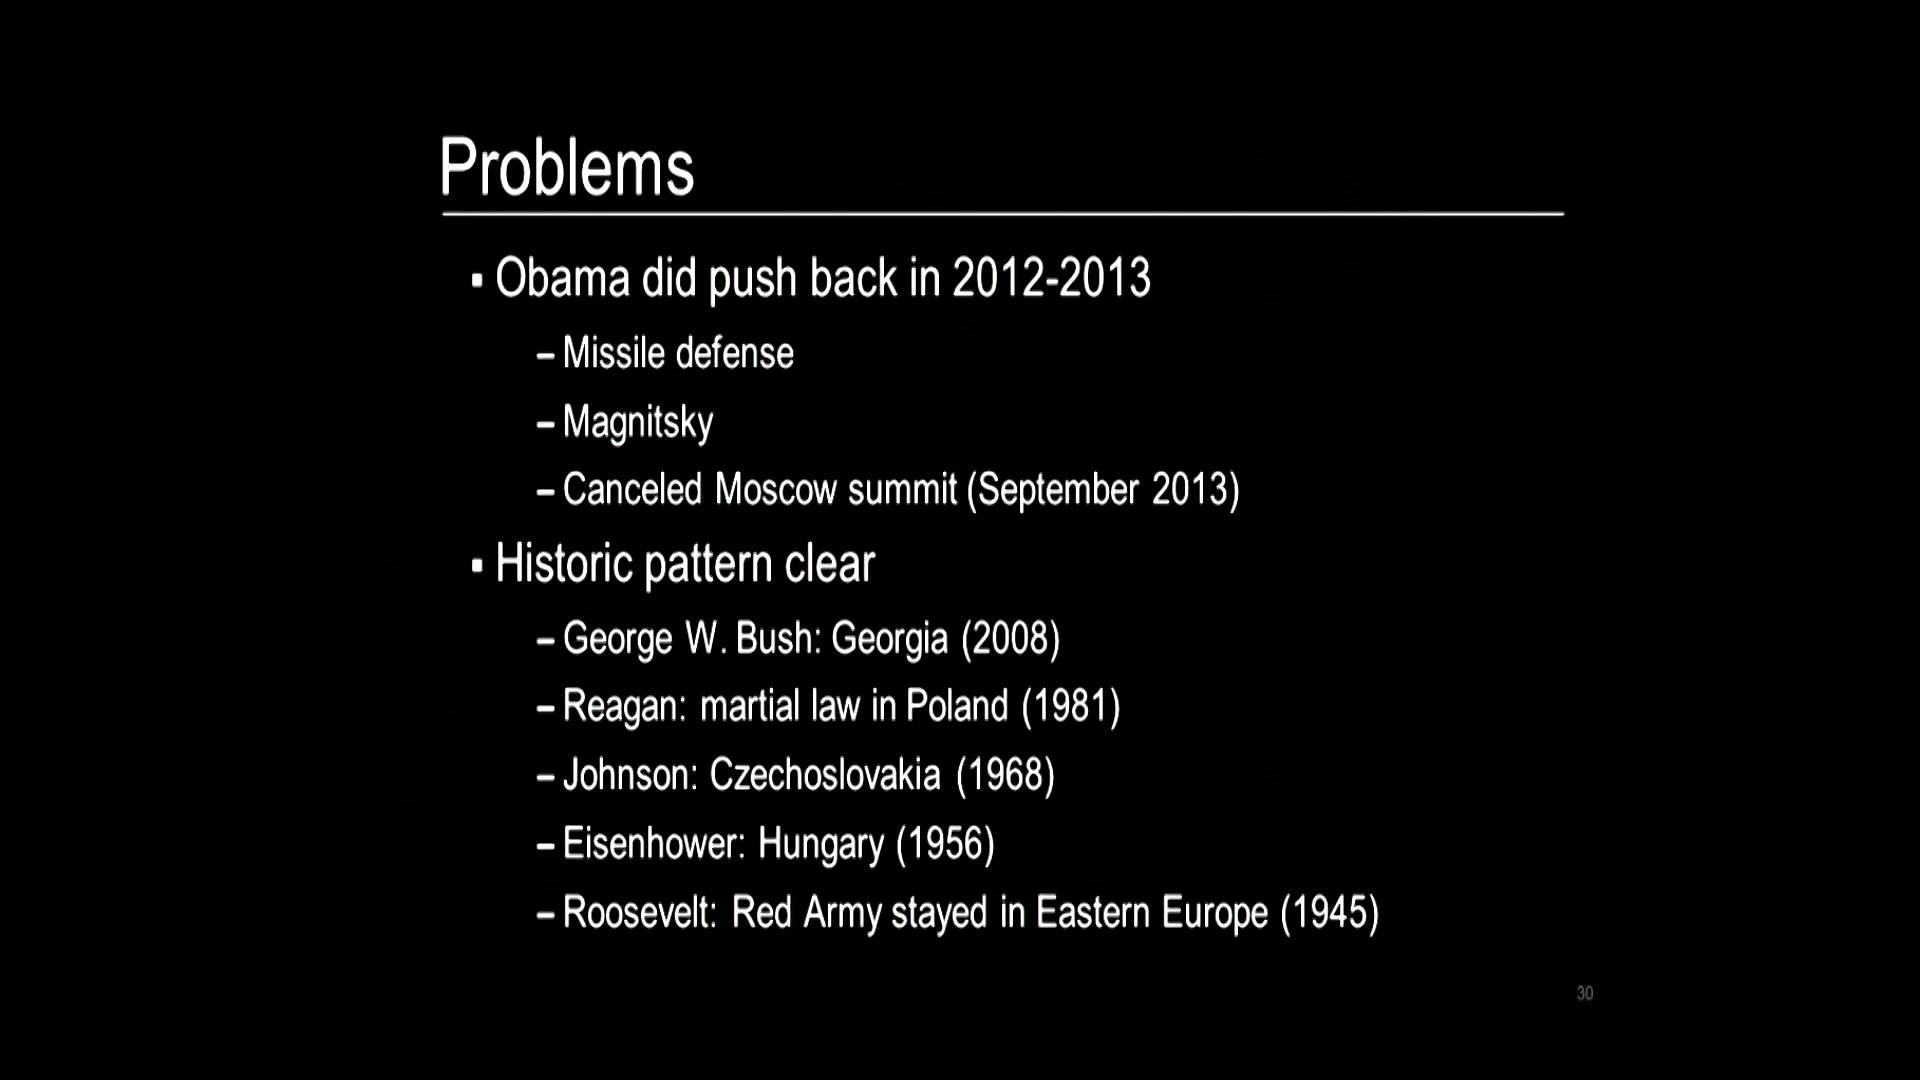 Problems
▪ Obama did push back in 2012-2013
– Missile defense
– Magnitsky
– Canceled Moscow summit (September 2013)
▪ Historic pattern clear
– George W. Bush: Georgia (2008)
– Reagan: martial law in Poland (1981)
– Johnson: Czechoslovakia (1968)
– Eisenhower: Hungary (1956)
– Roosevelt: Red Army stayed in Eastern Europe (1945)
30